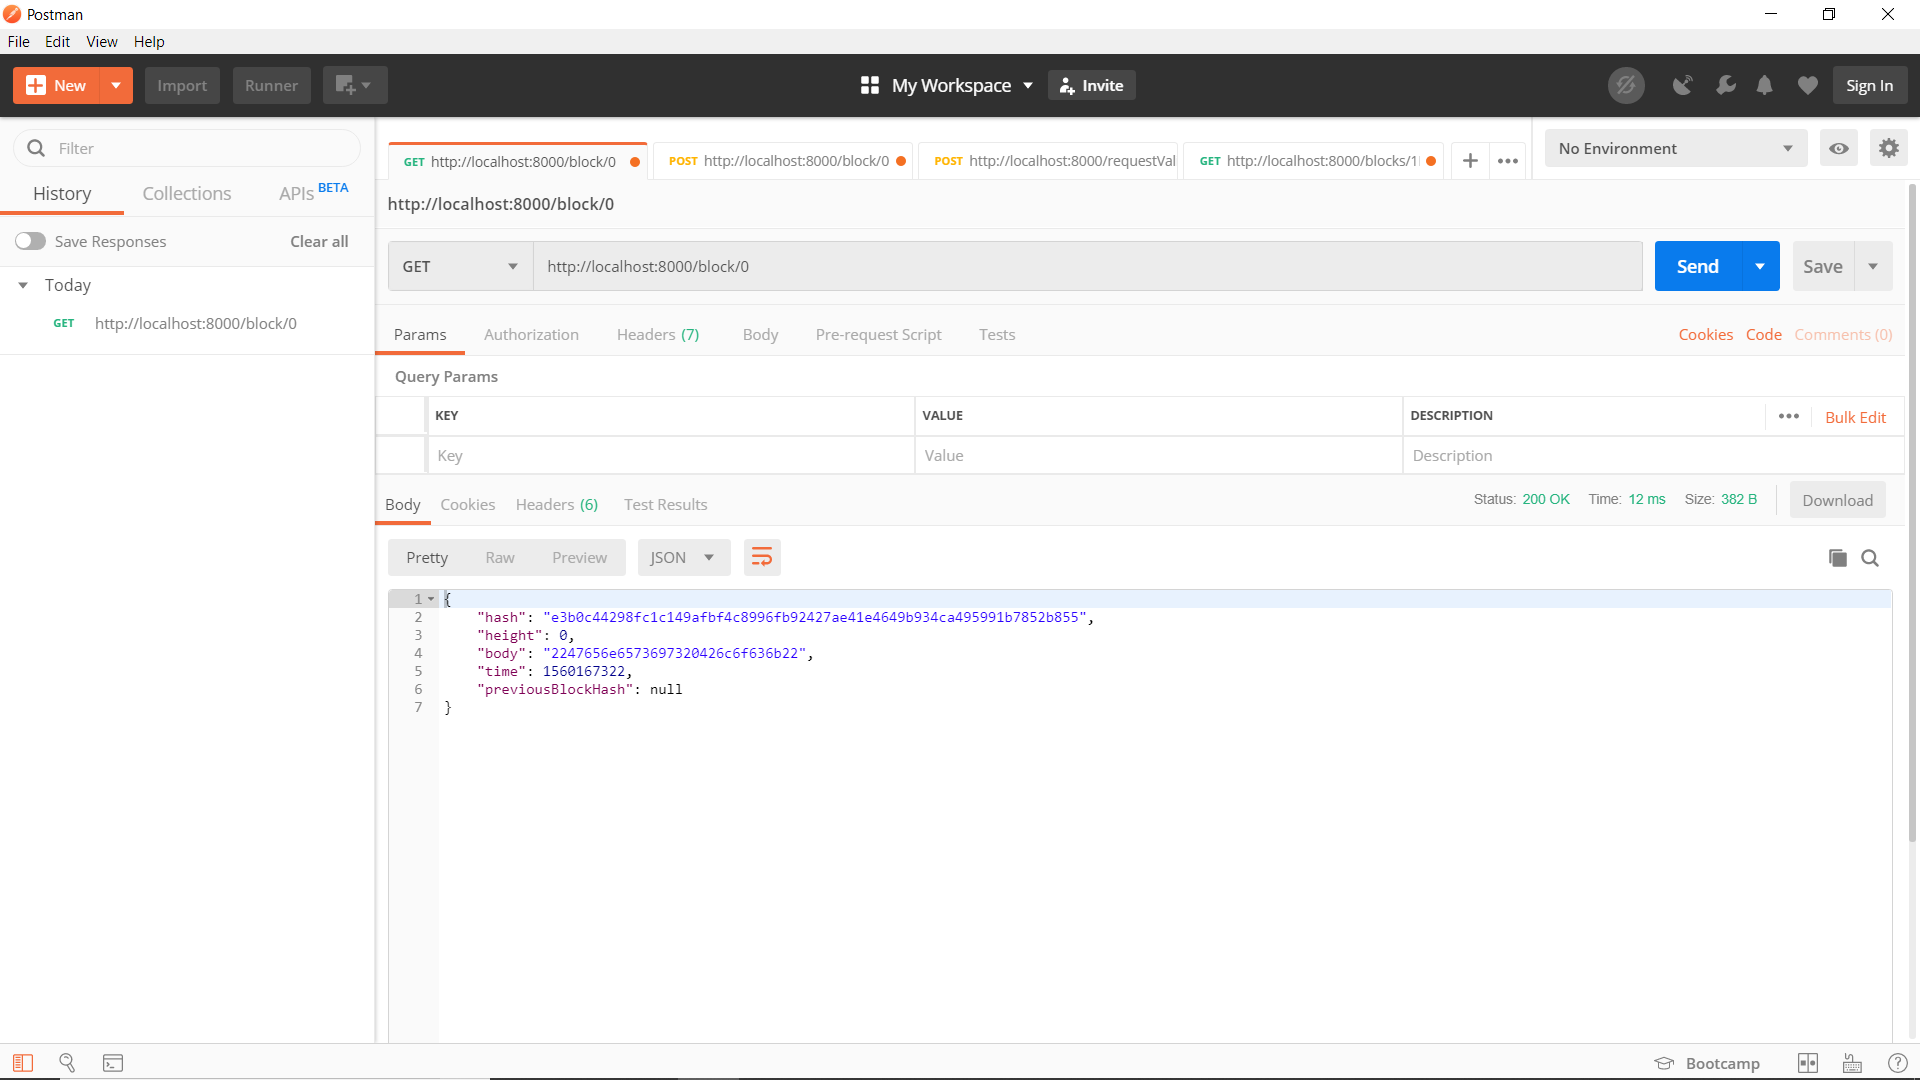 Postman
File Edit View Help
New Import Runner My Workspace Invite Sign In
Filter
History Collections APIs BETA
Save Responses Clear all
Today
GET http://localhost:8000/block/0
GET http://localhost:8000/block/0 POST http://localhost:8000/block/0 POST http://localhost:8000/requestVal GET http://localhost:8000/blocks/1 No Environment
http://localhost:8000/block/0
GET http://localhost:8000/block/0 Send Save
Params Authorization Headers (7) Body Pre-request Script Tests Cookies Code Comments (0)
Query Params
KEY VALUE DESCRIPTION Bulk Edit
Key Value Description
Body Cookies Headers (6) Test Results Status: 200 OK Time: 12 ms Size: 382 B Download
Pretty Raw Preview JSON
1 {
2 "hash": "e3b0c44298fc1c149afbf4c8996fb92427ae41e4649b934ca495991b7852b855",
3 "height": 0,
4 "body": "2247656e6573697320426c6f636b22",
5 "time": 1560167322,
6 "previousBlockHash": null
7 }
Bootcamp